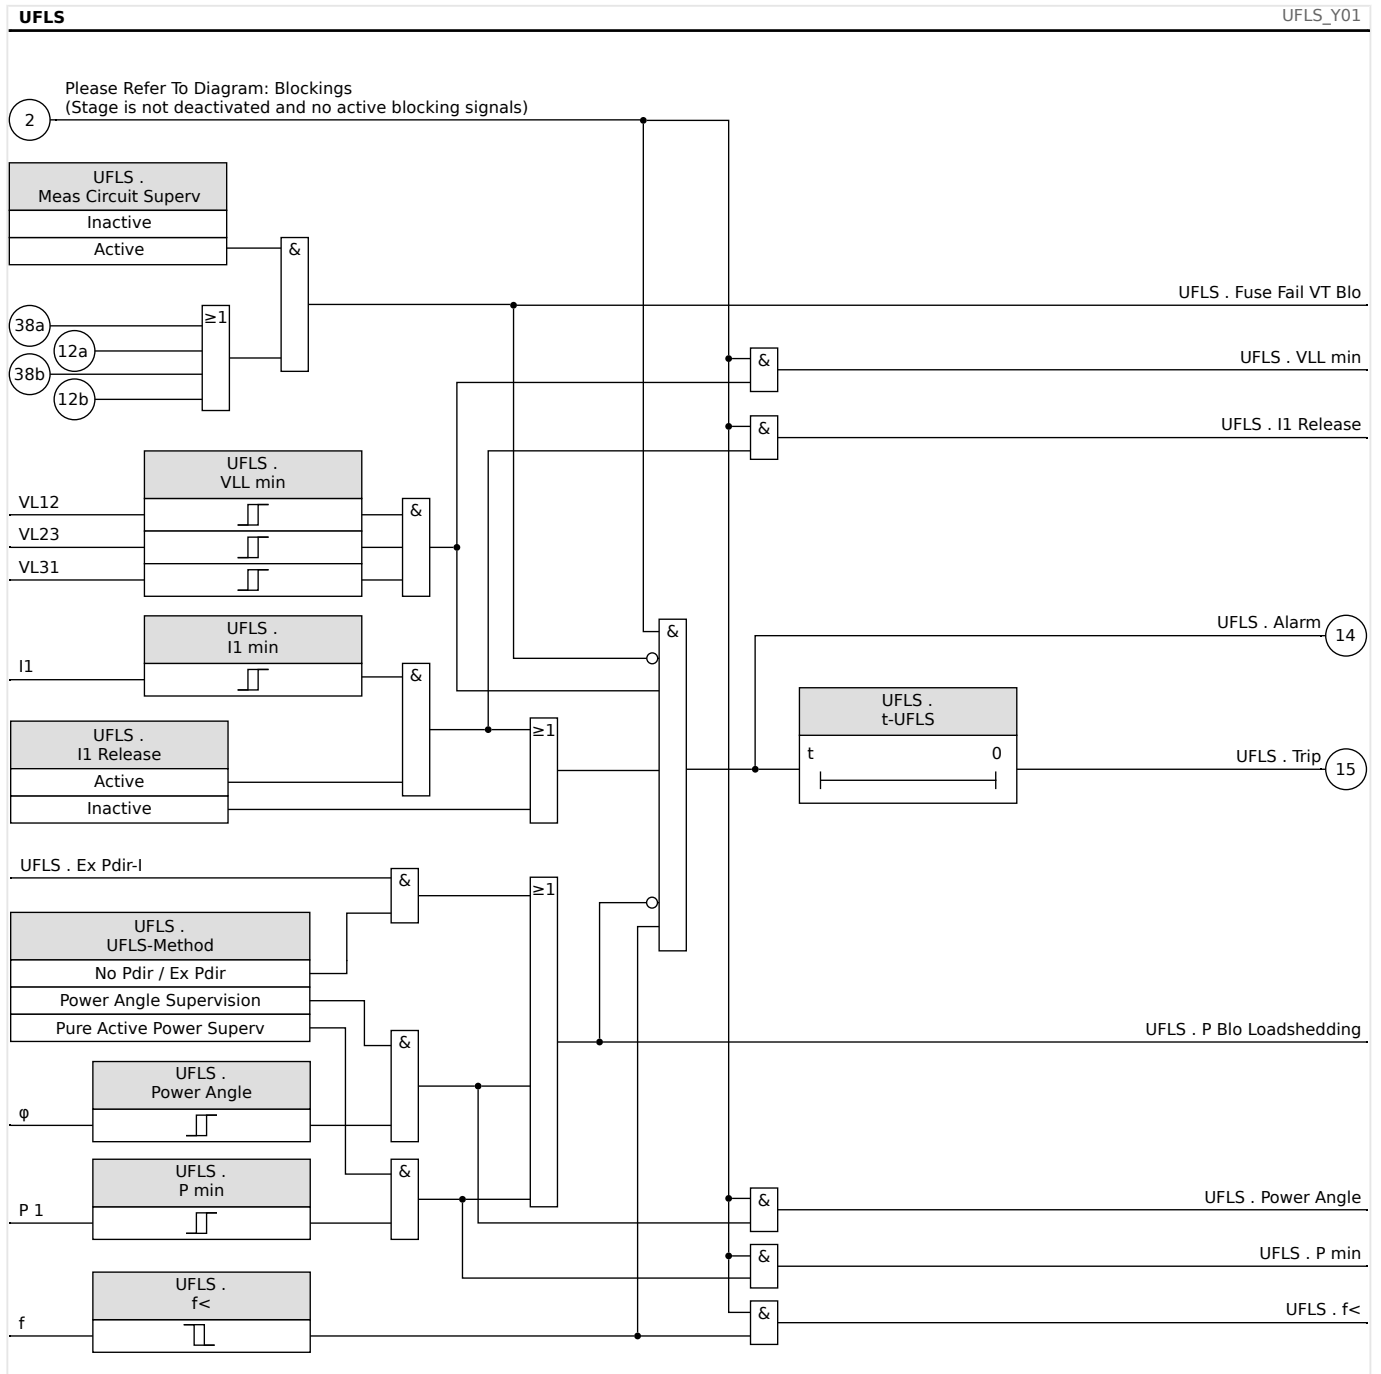 UFLS
UFLS_Y01
Please Refer To Diagram: Blockings
(Stage is not deactivated and no active blocking signals)
2
UFLS .
Meas Circuit Superv
Inactive
Active
&
UFLS . Fuse Fail VT Blo
38a
12a
38b
12b
≥1
&
UFLS . VLL min
&
UFLS . I1 Release
UFLS .
VLL min
VL12
VL23
VL31
&
UFLS .
I1 min
I1
&
&
UFLS . Alarm
14
UFLS .
I1 Release
Active
Inactive
≥1
UFLS .
t-UFLS
t
0
UFLS . Trip
15
UFLS . Ex Pdir-I
&
≥1
UFLS .
UFLS-Method
No Pdir / Ex Pdir
Power Angle Supervision
Pure Active Power Superv
&
UFLS . P Blo Loadshedding
UFLS .
Power Angle
φ
UFLS .
P min
P 1
&
&
UFLS . Power Angle
&
UFLS . P min
UFLS .
f<
f
&
UFLS . f<